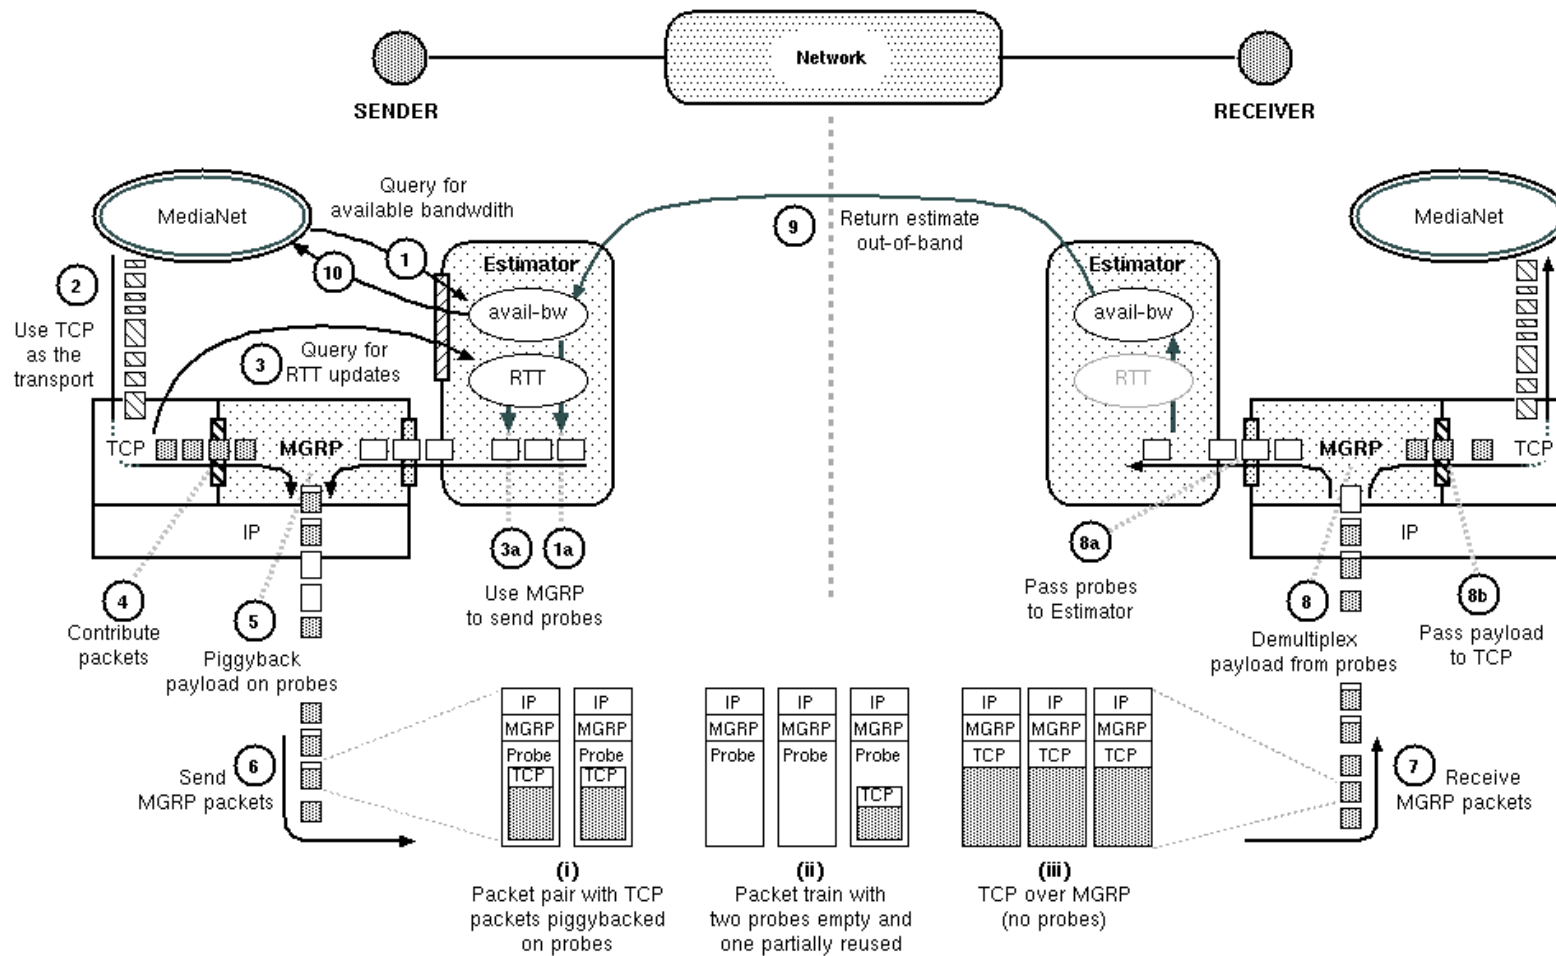 Network
SENDER
RECEIVER
MediaNet
Query for
available bandwdith
1
10
2
Use TCP
as the
transport
3
Query for
RTT updates
Estimator
avail-bw
RTT
9
Return estimate
out-of-band
Estimator
avail-bw
RTT
MediaNet
TCP
MGRP
IP
MGRP
TCP
IP
3a
1a
Use MGRP
to send probes
4
Contribute
packets
5
Piggyback
payload on probes
8a
Pass probes
to Estimator
8
Demultiplex
payload from probes
8b
Pass payload
to TCP
6
Send
MGRP packets
7
Receive
MGRP packets
IP
MGRP
Probe
TCP
IP
MGRP
Probe
TCP
(i)
Packet pair with TCP
packets piggybacked
on probes
IP
MGRP
Probe
IP
MGRP
Probe
IP
MGRP
Probe
TCP
(ii)
Packet train with
two probes empty and
one partially reused
IP
MGRP
TCP
IP
MGRP
TCP
IP
MGRP
TCP
(iii)
TCP over MGRP
(no probes)